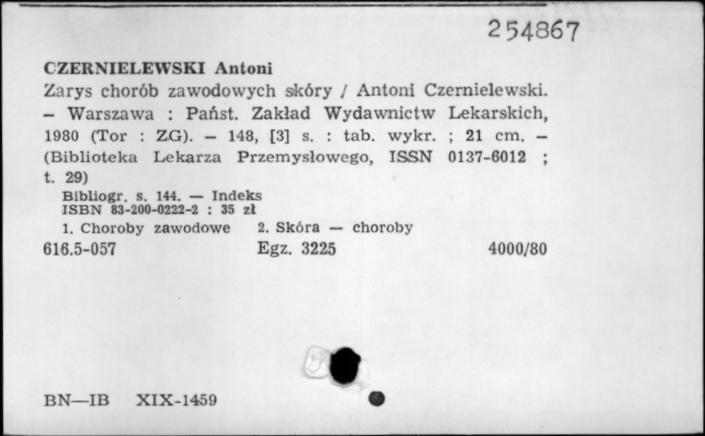 254867
CZERNIELEWSKI Antoni
Zarys chorób zawodowych skóry / Antoni Czernielewski.
— Warszawa : Państ. Zakład Wydawnictw Lekarskich,
1980 (Tor : ZG). — 148, [3] s. : tab. wykr. ; 21 cm. —
(Biblioteka Lekarza Przemysłowego, ISSN 0137-6012 ;
t. 29)
Bibliogr. s. 144. — Indeks
ISBN 83-200-0222-2 : 35 zł
1. Choroby zawodowe 2. Skóra — choroby
616.5-057 Egz. 3225 4000/80
BN—IB XIX-1459